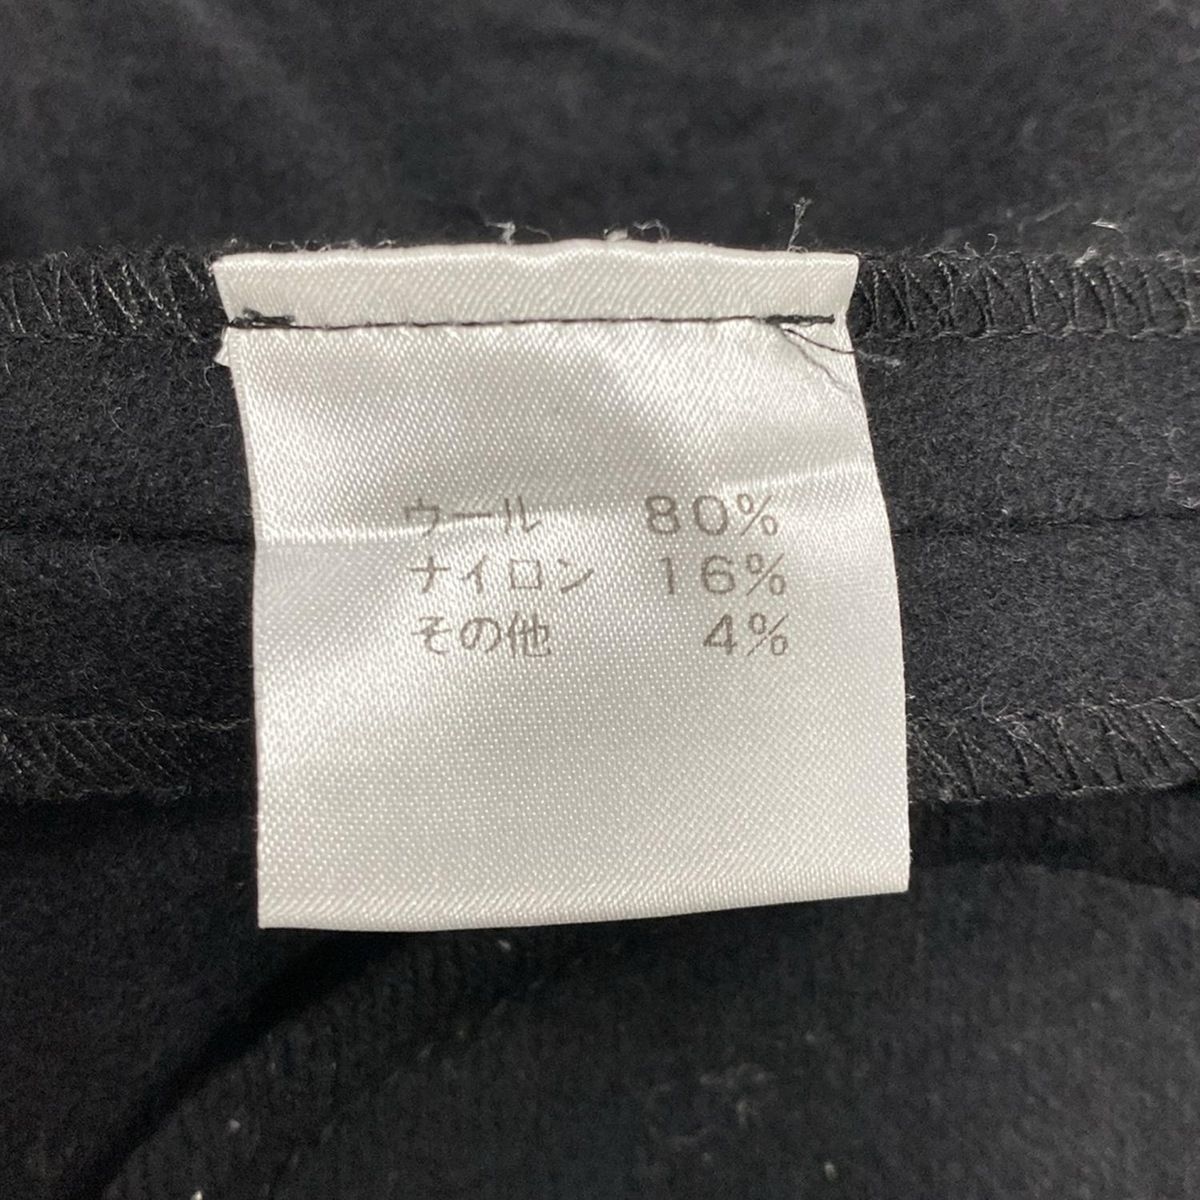 ウール 80%
ナイロン 16%
その他 4%